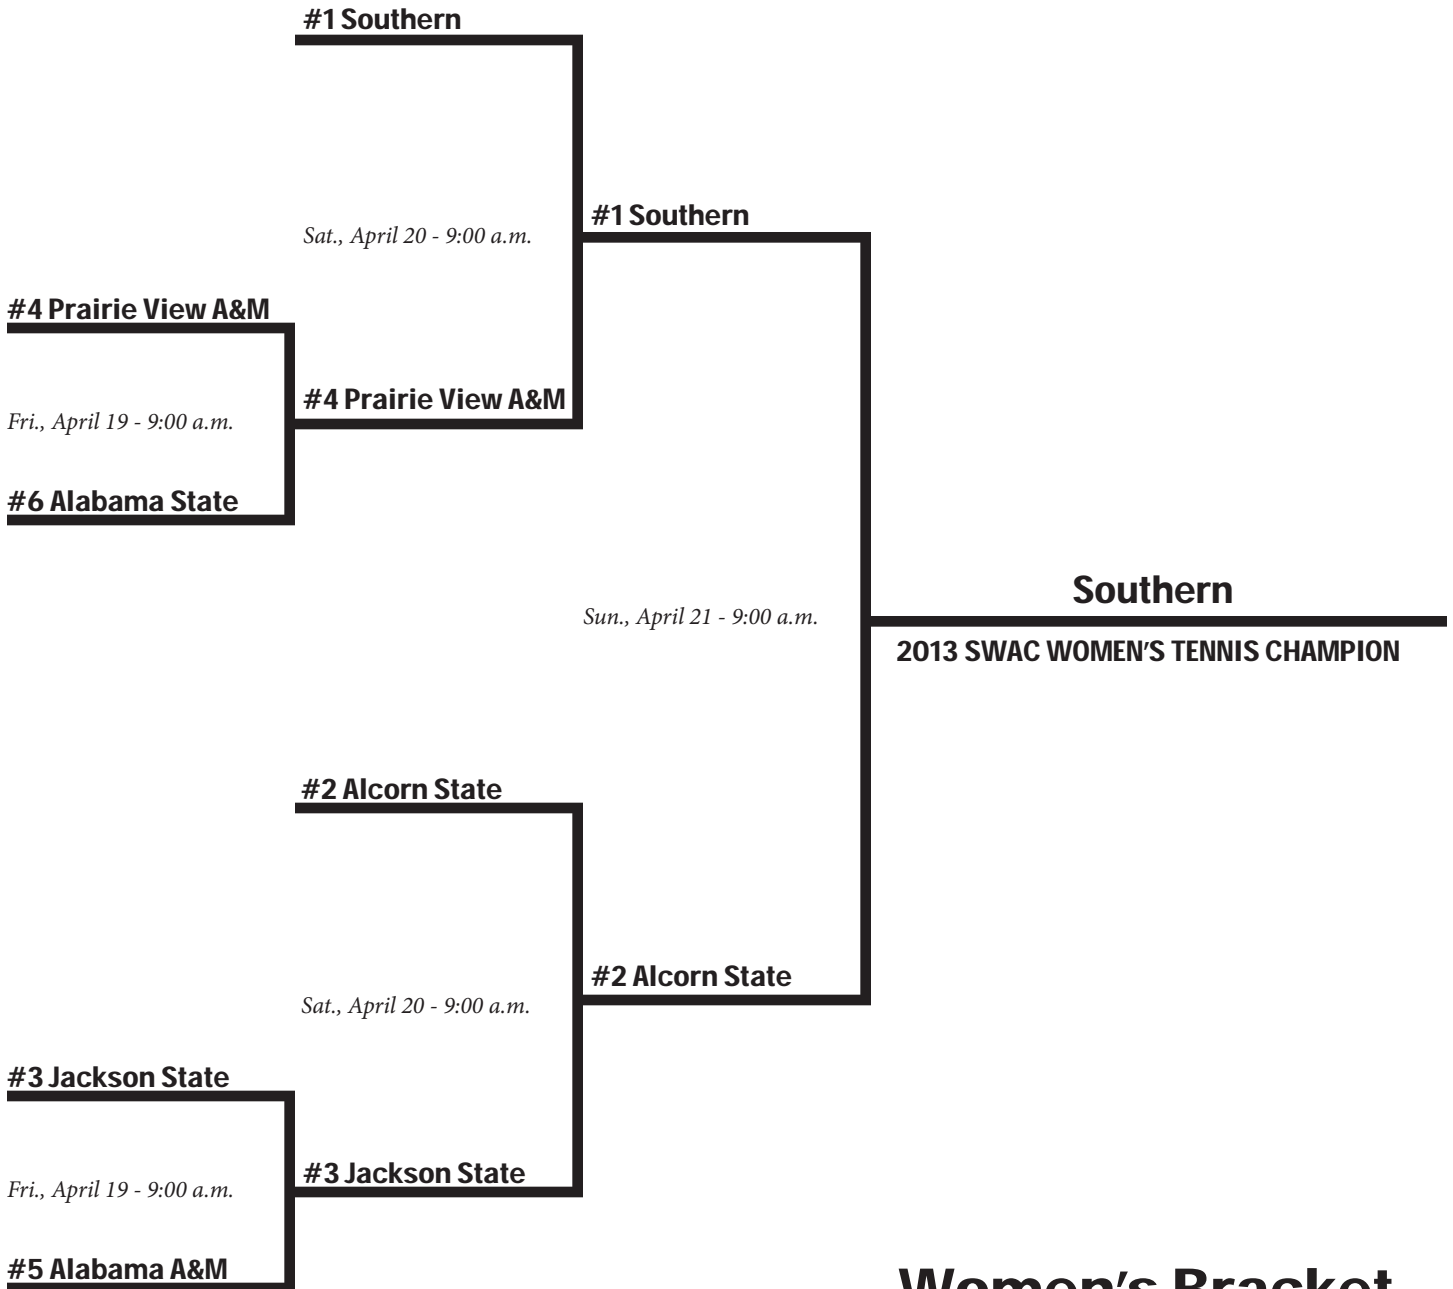 #1 Southern
Sat., April 20 - 9:00 a.m.
#1 Southern
#4 Prairie View A&M
Fri., April 19 - 9:00 a.m.
#4 Prairie View A&M
#6 Alabama State
Sun., April 21 - 9:00 a.m.
Southern
2013 SWAC WOMEN'S TENNIS CHAMPION
#2 Alcorn State
Sat., April 20 - 9:00 a.m.
#2 Alcorn State
#3 Jackson State
Fri., April 19 - 9:00 a.m.
#3 Jackson State
#5 Alabama A&M
Women's Bracket